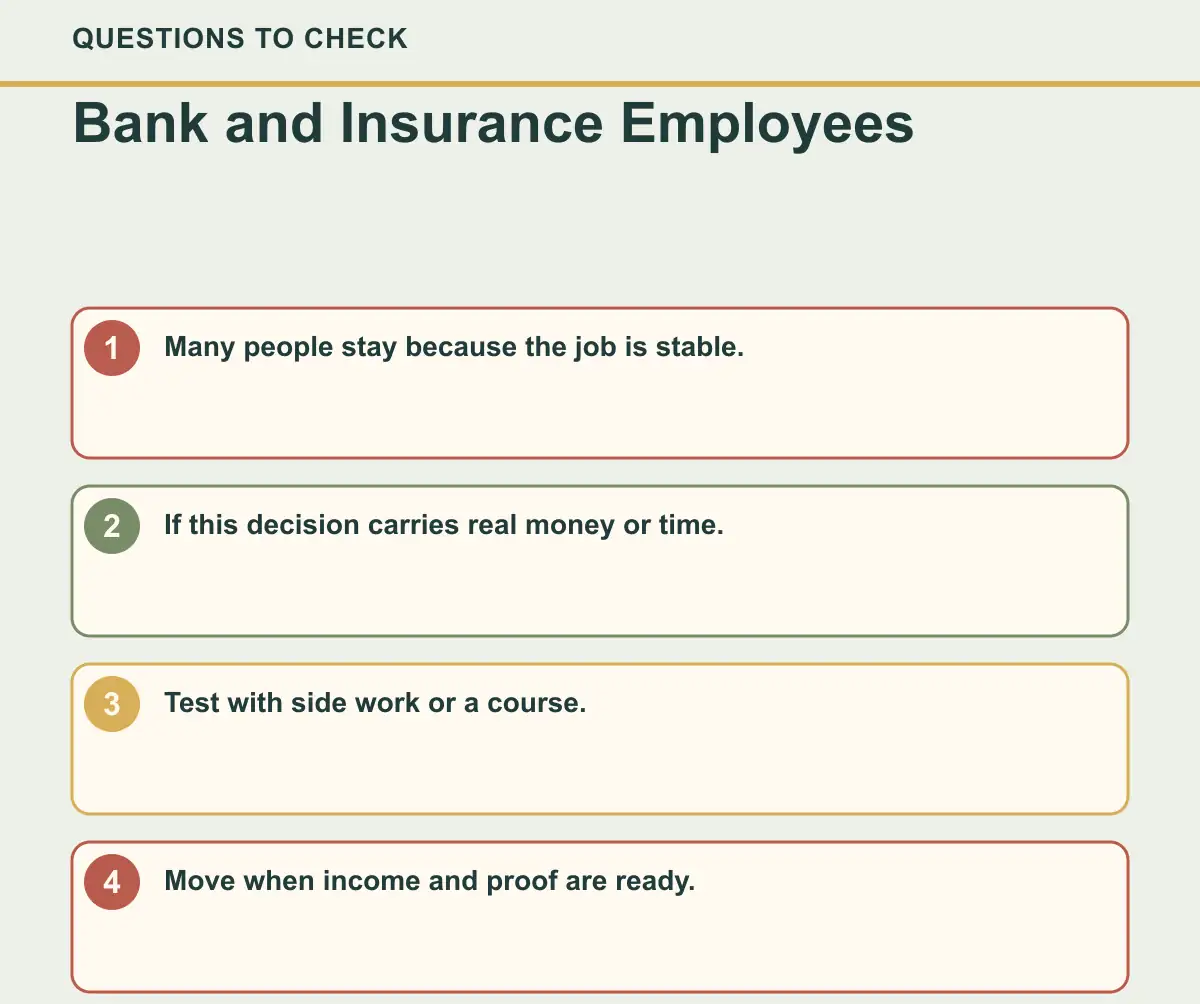 QUESTIONS TO CHECK
Bank and Insurance Employees
1
Many people stay because the job is stable.
2
If this decision carries real money or time.
3
Test with side work or a course.
4
Move when income and proof are ready.